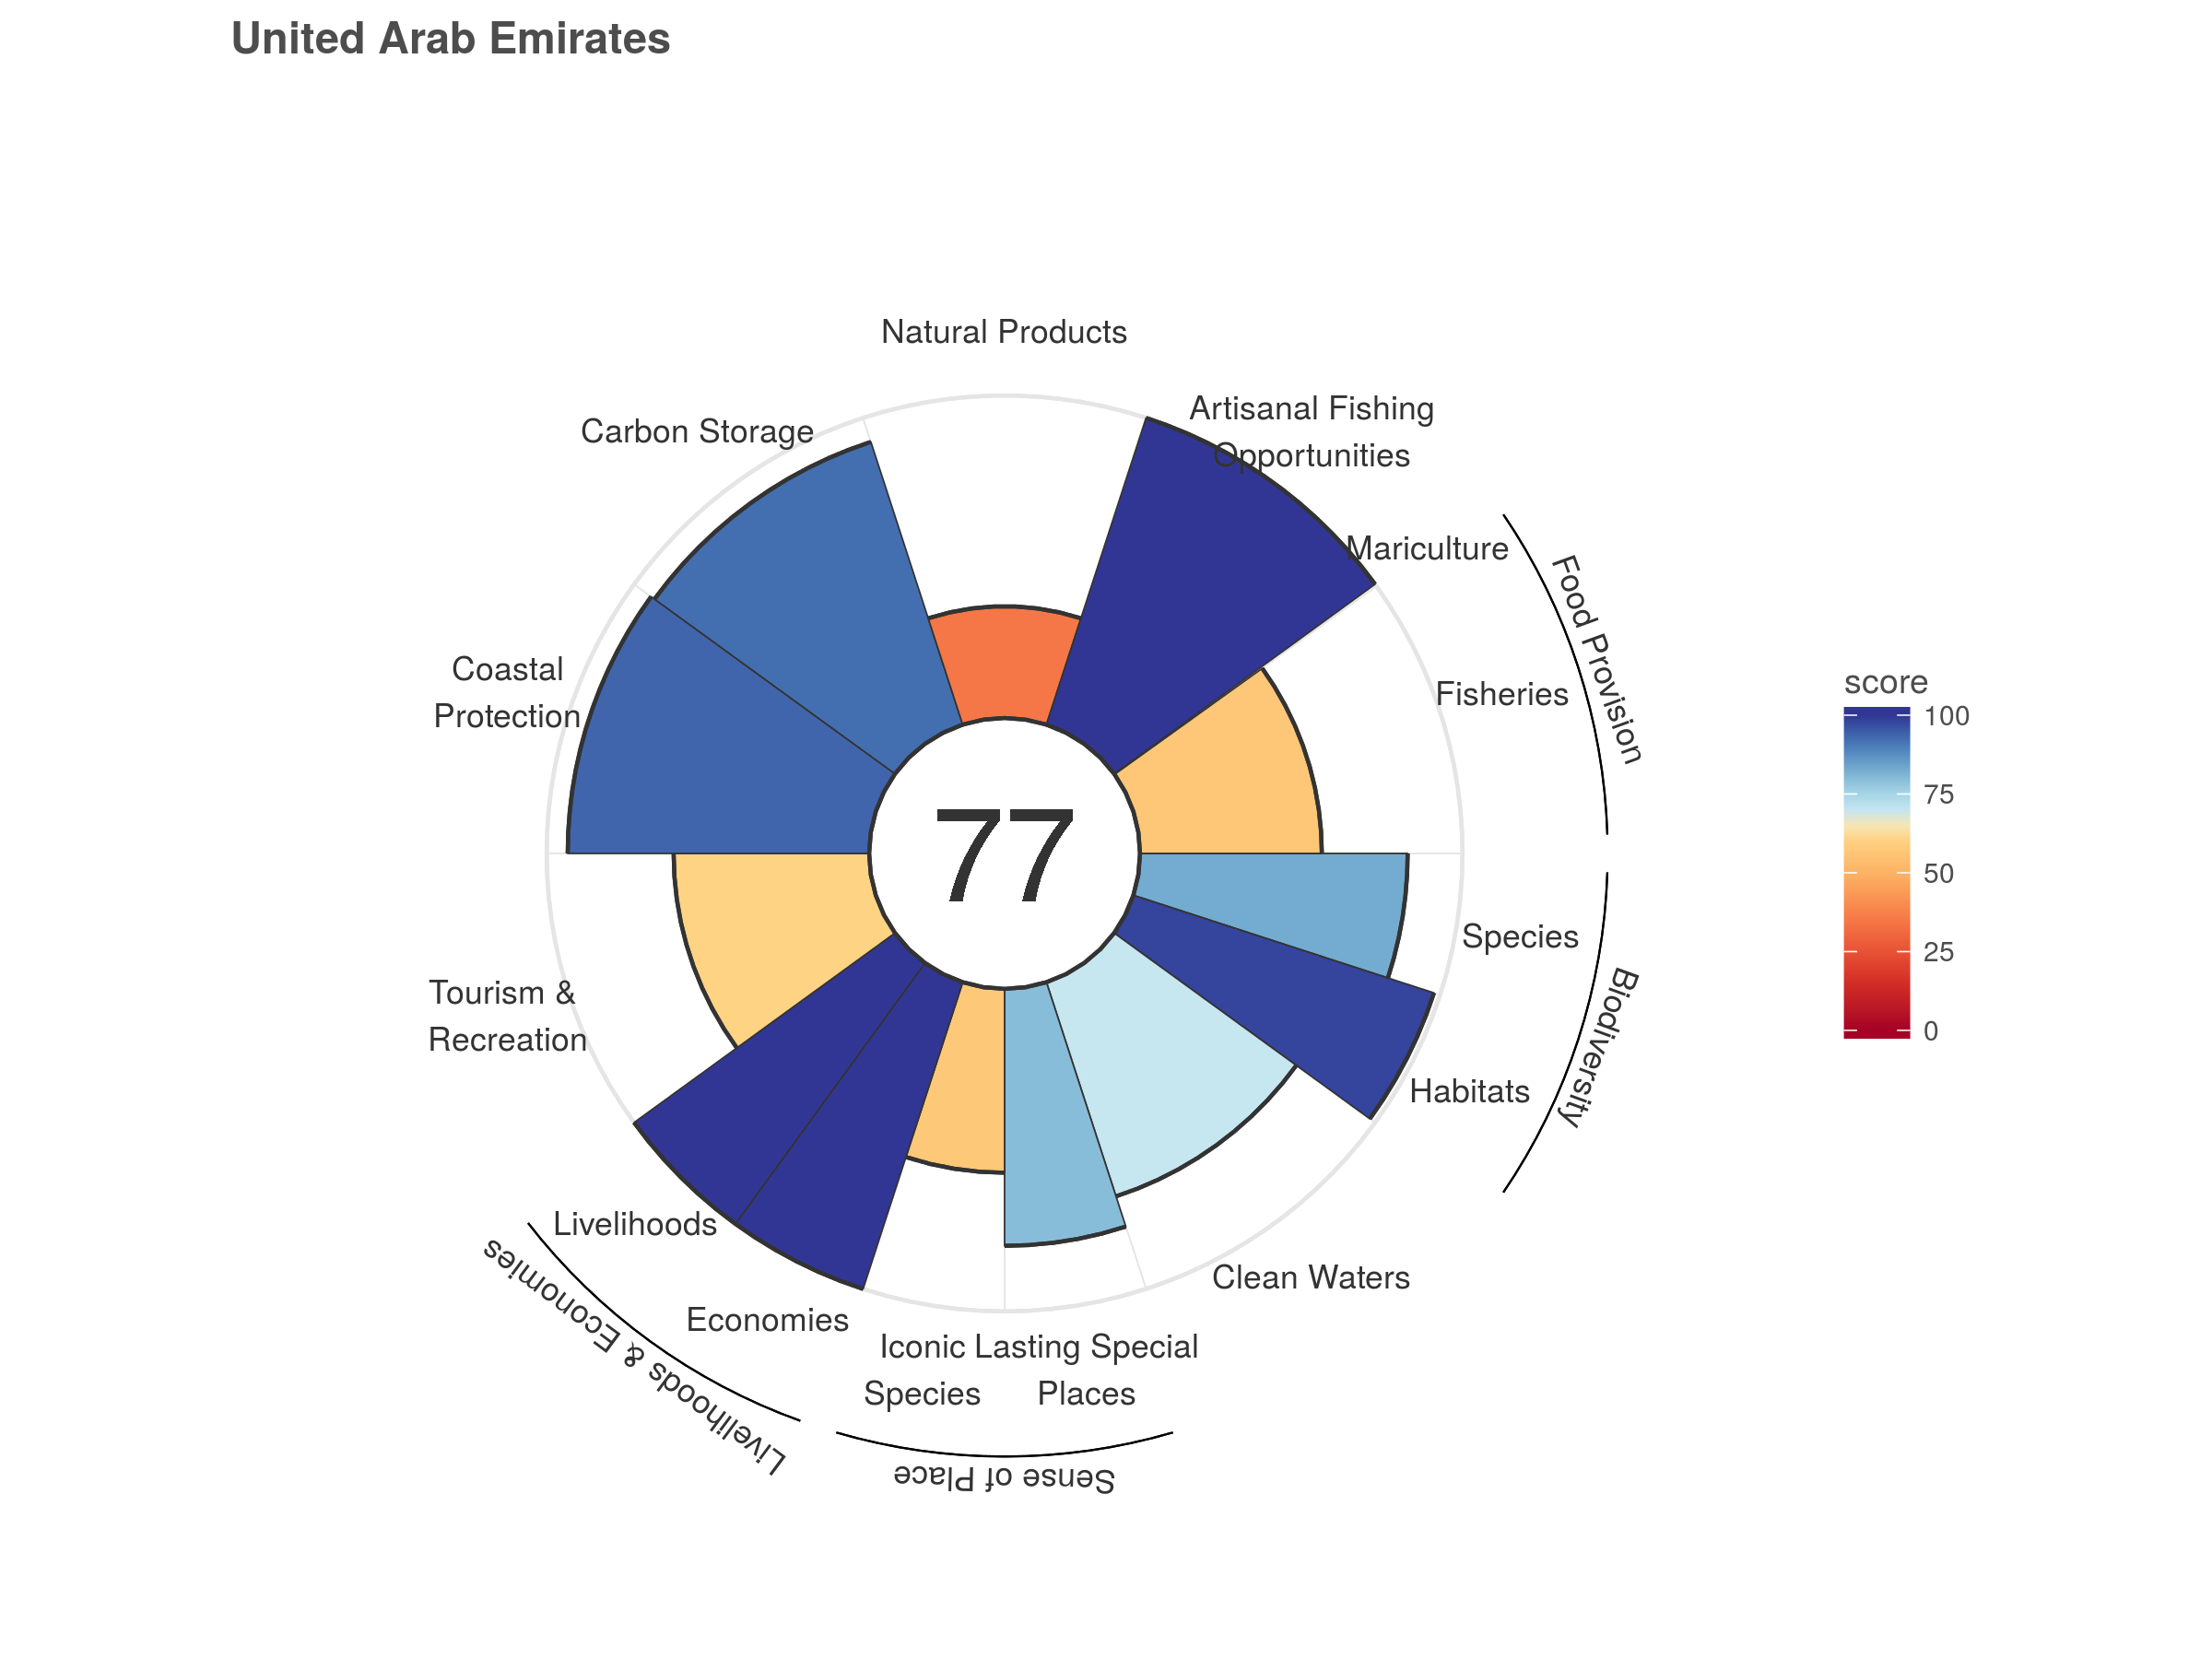 United Arab Emirates
Natural Products
Artisanal Fishing
Opportunities
Carbon Storage
Mariculture
Food Provision
Fisheries
Coastal
Protection
77
score
100
75
50
25
0
Species
Biodiversity
Habitats
Tourism &
Recreation
Livelihoods
Livelihoods & Economies
Economies
Clean Waters
Iconic
Species
Lasting Special
Places
Sense of Place